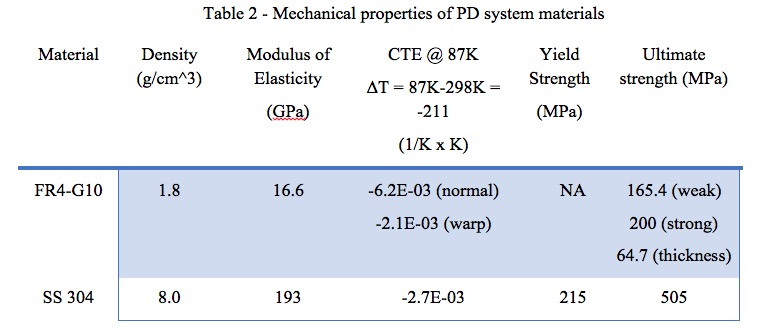 Table 2 - Mechanical properties of PD system materials
Material Density Modulus of CTE @ 87K Yield Ultimate
(g/cm^3) Elasticity ΔT = 87K-298K = Strength strength (MPa)
(GPa) -211 (MPa)
(1/K x K)
FR4-G10 1.8 16.6 -6.2E-03 (normal) NA 165.4 (weak)
-2.1E-03 (warp) 200 (strong)
64.7 (thickness)
SS 304 8.0 193 -2.7E-03 215 505